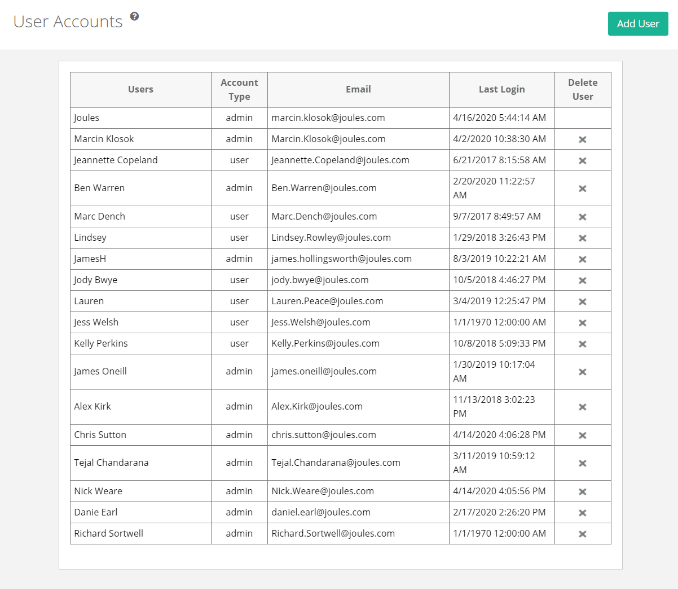 User Accounts ?
Add User
Users Account Type Email Last Login Delete User
Joules admin marcin.klosok@joules.com 4/16/2020 5:44:14 AM
Marcin Klosok admin Marcin.Klosok@joules.com 4/2/2020 10:38:30 AM
Jeannette Copeland user Jeannette.Copeland@joules.com 6/21/2017 8:15:58 AM
Ben Warren admin Ben.Warren@joules.com 2/20/2020 11:22:57 AM
Marc Dench user Marc.Dench@joules.com 9/7/2017 8:49:57 AM
Lindsey user Lindsey.Rowley@joules.com 1/29/2018 3:26:43 PM
JamesH admin james.hollingsworth@joules.com 8/3/2019 10:22:21 AM
Jody Bwye user jody.bwye@joules.com 10/5/2018 4:46:27 PM
Lauren user Lauren.Peace@joules.com 3/4/2019 12:25:47 PM
Jess Welsh user Jess.Welsh@joules.com 1/1/1970 12:00:00 AM
Kelly Perkins user Kelly.Perkins@joules.com 10/8/2018 5:09:33 PM
James Oneill admin james.oneill@joules.com 1/30/2019 10:17:04 AM
Alex Kirk admin Alex.Kirk@joules.com 11/13/2018 3:02:23 PM
Chris Sutton admin chris.sutton@joules.com 4/14/2020 4:06:28 PM
Tejal Chandarana admin Tejal.Chandarana@joules.com 3/11/2019 10:59:12 AM
Nick Weare admin Nick.Weare@joules.com 4/14/2020 4:05:56 PM
Danie Earl admin daniel.earl@joules.com 2/17/2020 2:26:20 PM
Richard Sortwell admin Richard.Sortwell@joules.com 1/1/1970 12:00:00 AM